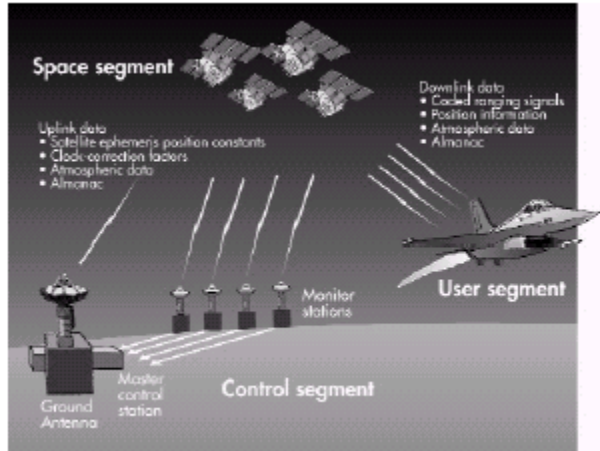 Space segment
Uplink data
• Satellite ephemeris position constants
• Clock-correction factors
• Atmospheric data
• Almanac
Downlink data
• Coded ranging signals
• Position information
• Atmospheric data
• Almanac
User segment
Monitor
stations
Master
control
station
Control segment
Ground
Antenna